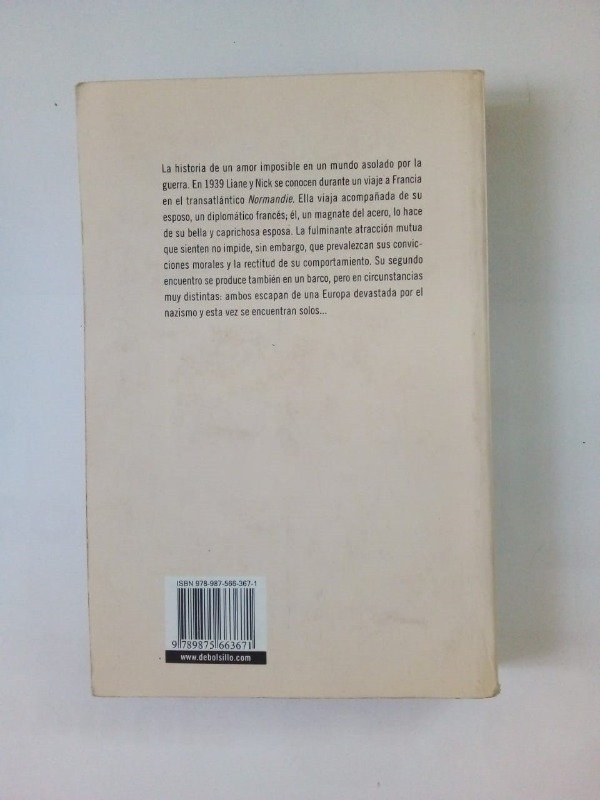 La historia de un amor imposible en un mundo asolado por la
guerra. En 1939 Liane y Nick se conocen durante un viaje a Francia
en el transatlántico Normandie. Ella viaja acompañada de su
esposo, un diplomático francés; él, un magnate del acero, lo hace
de su bella y caprichosa esposa. La fulminante atracción mutua
que sienten no impide, sin embargo, que prevalezcan sus convic-
ciones morales y la rectitud de su comportamiento. Su segundo
encuentro se produce también en un barco, pero en circunstancias
muy distintas: ambos escapan de una Europa devastada por el
nazismo y esta vez se encuentran solos...
ISBN 978-987-566-367-1
9 789875 663671
www.debolsillo.com